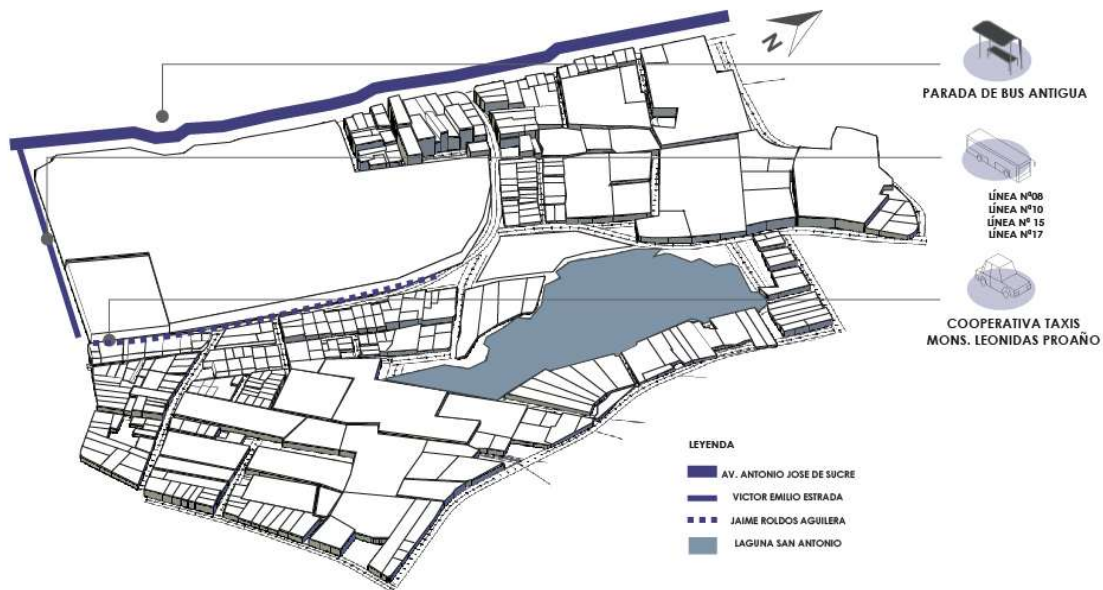 N
PARADA DE BUS ANTIGUA
LÍNEA Nº08
LÍNEA Nº10
LÍNEA Nº 15
LÍNEA Nº17
COOPERATIVA TAXIS
MONS. LEONIDAS PROAÑO
LEYENDA
AV. ANTONIO JOSE DE SUCRE
VICTOR EMILIO ESTRADA
JAIME ROLDOS AGUILERA
LAGUNA SAN ANTONIO